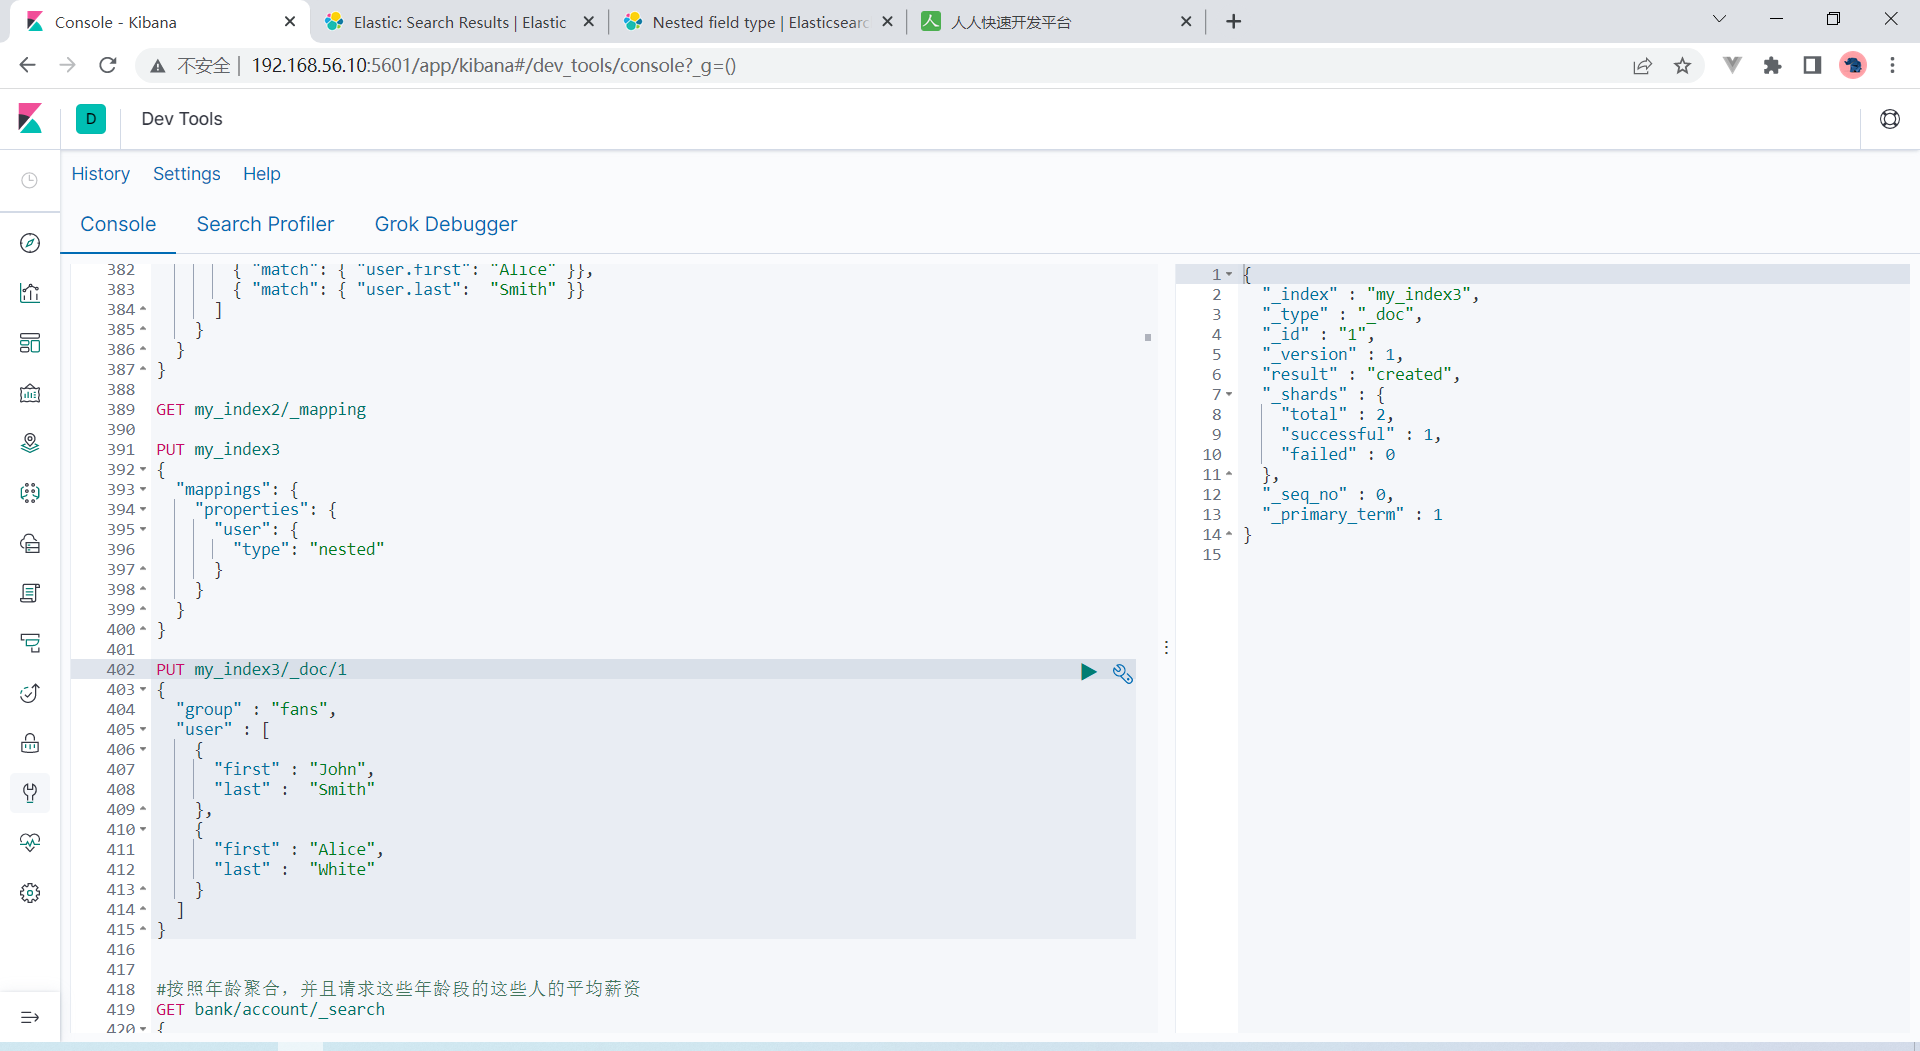 Console - Kibana
Elastic: Search Results | Elastic
Nested field type | Elasticsearc
人 人人快速开发平台
不安全 | 192.168.56.10:5601/app/kibana#/dev_tools/console?_g=()
D Dev Tools
History Settings Help
Console Search Profiler Grok Debugger
382 { "match": { "user.first": "Alice" }},
383 { "match": { "user.last":  "Smith" }}
384 ]
385 }
386 }
387 }
388
389 GET my_index2/_mapping
390
391 PUT my_index3
392 {
393 "mappings": {
394 "properties": {
395 "user": {
396 "type": "nested"
397 }
398 }
399 }
400 }
401
402 PUT my_index3/_doc/1
403 {
404 "group" : "fans",
405 "user" : [
406 {
407 "first" : "John",
408 "last" :  "Smith"
409 },
410 {
411 "first" : "Alice",
412 "last" :  "White"
413 }
414 ]
415 }
416
417
418 #按照年龄聚合，并且请求这些年龄段的这些人的平均薪资
419 GET bank/account/_search
420 {
1 {
2 "_index" : "my_index3",
3 "_type" : "_doc",
4 "_id" : "1",
5 "_version" : 1,
6 "result" : "created",
7 "_shards" : {
8 "total" : 2,
9 "successful" : 1,
10 "failed" : 0
11 },
12 "_seq_no" : 0,
13 "_primary_term" : 1
14 }
15